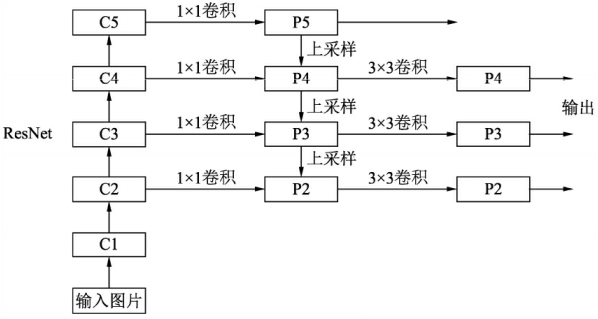 C5 1×1卷积 P5
上采样
C4 1×1卷积 P4 3×3卷积 P4
上采样 输出
ResNet C3 1×1卷积 P3 3×3卷积 P3
上采样
C2 1×1卷积 P2 3×3卷积 P2
C1
输入图片